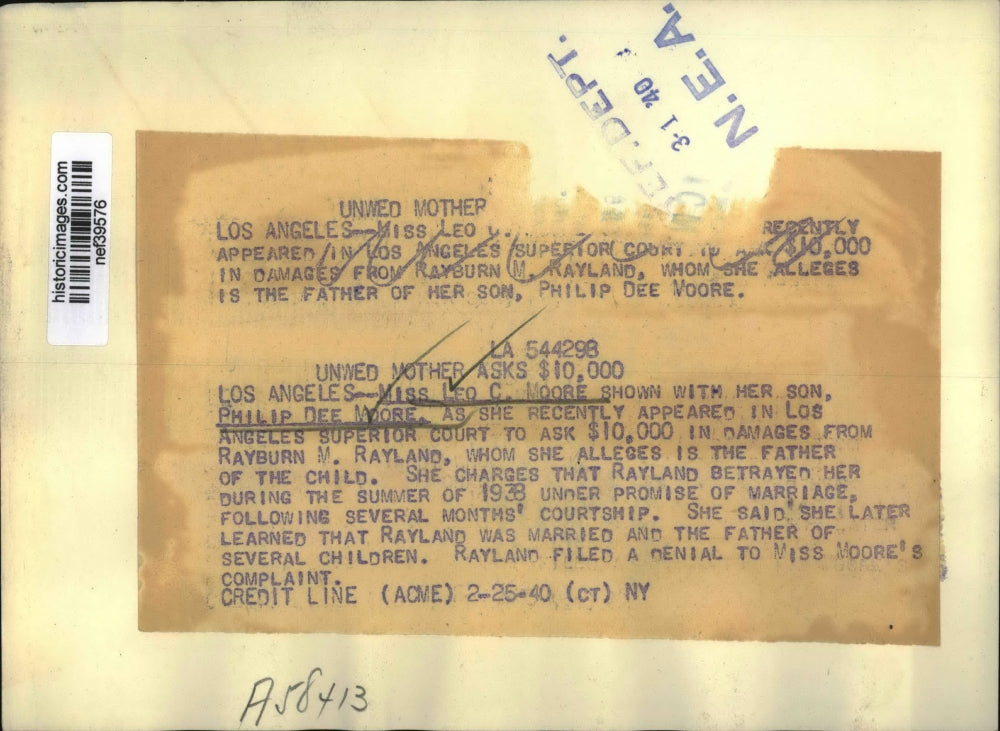 N.E.A.
3-1 '40
EF. DEPT.
historicimages.com
nef39576
UNWED MOTHER
LOS ANGELES--MISS LEO RECENTLY
APPEARED IN LOS ANGELES SUPERIOR COURT TO ASK $10,000
IN DAMAGES FROM RAYBURN M. RAYLAND, WHOM SHE ALLEGES
IS THE FATHER OF HER SON, PHILIP DEE MOORE.
LA 544298
UNWED MOTHER ASKS $10,000
LOS ANGELES--MISS LEO C. MOORE SHOWN WITH HER SON,
PHILIP DEE MOORE, AS SHE RECENTLY APPEARED IN LOS
ANGELES SUPERIOR COURT TO ASK $10,000 IN DAMAGES FROM
RAYBURN M. RAYLAND, WHOM SHE ALLEGES IS THE FATHER
OF THE CHILD. SHE CHARGES THAT RAYLAND BETRAYED HER
DURING THE SUMMER OF 1938 UNDER PROMISE OF MARRIAGE,
FOLLOWING SEVERAL MONTHS' COURTSHIP. SHE SAID SHE LATER
LEARNED THAT RAYLAND WAS MARRIED AND THE FATHER OF
SEVERAL CHILDREN. RAYLAND FILED A DENIAL TO MISS MOORE'S
COMPLAINT.
CREDIT LINE (ACME) 2-26-40 (CT) NY
A58413